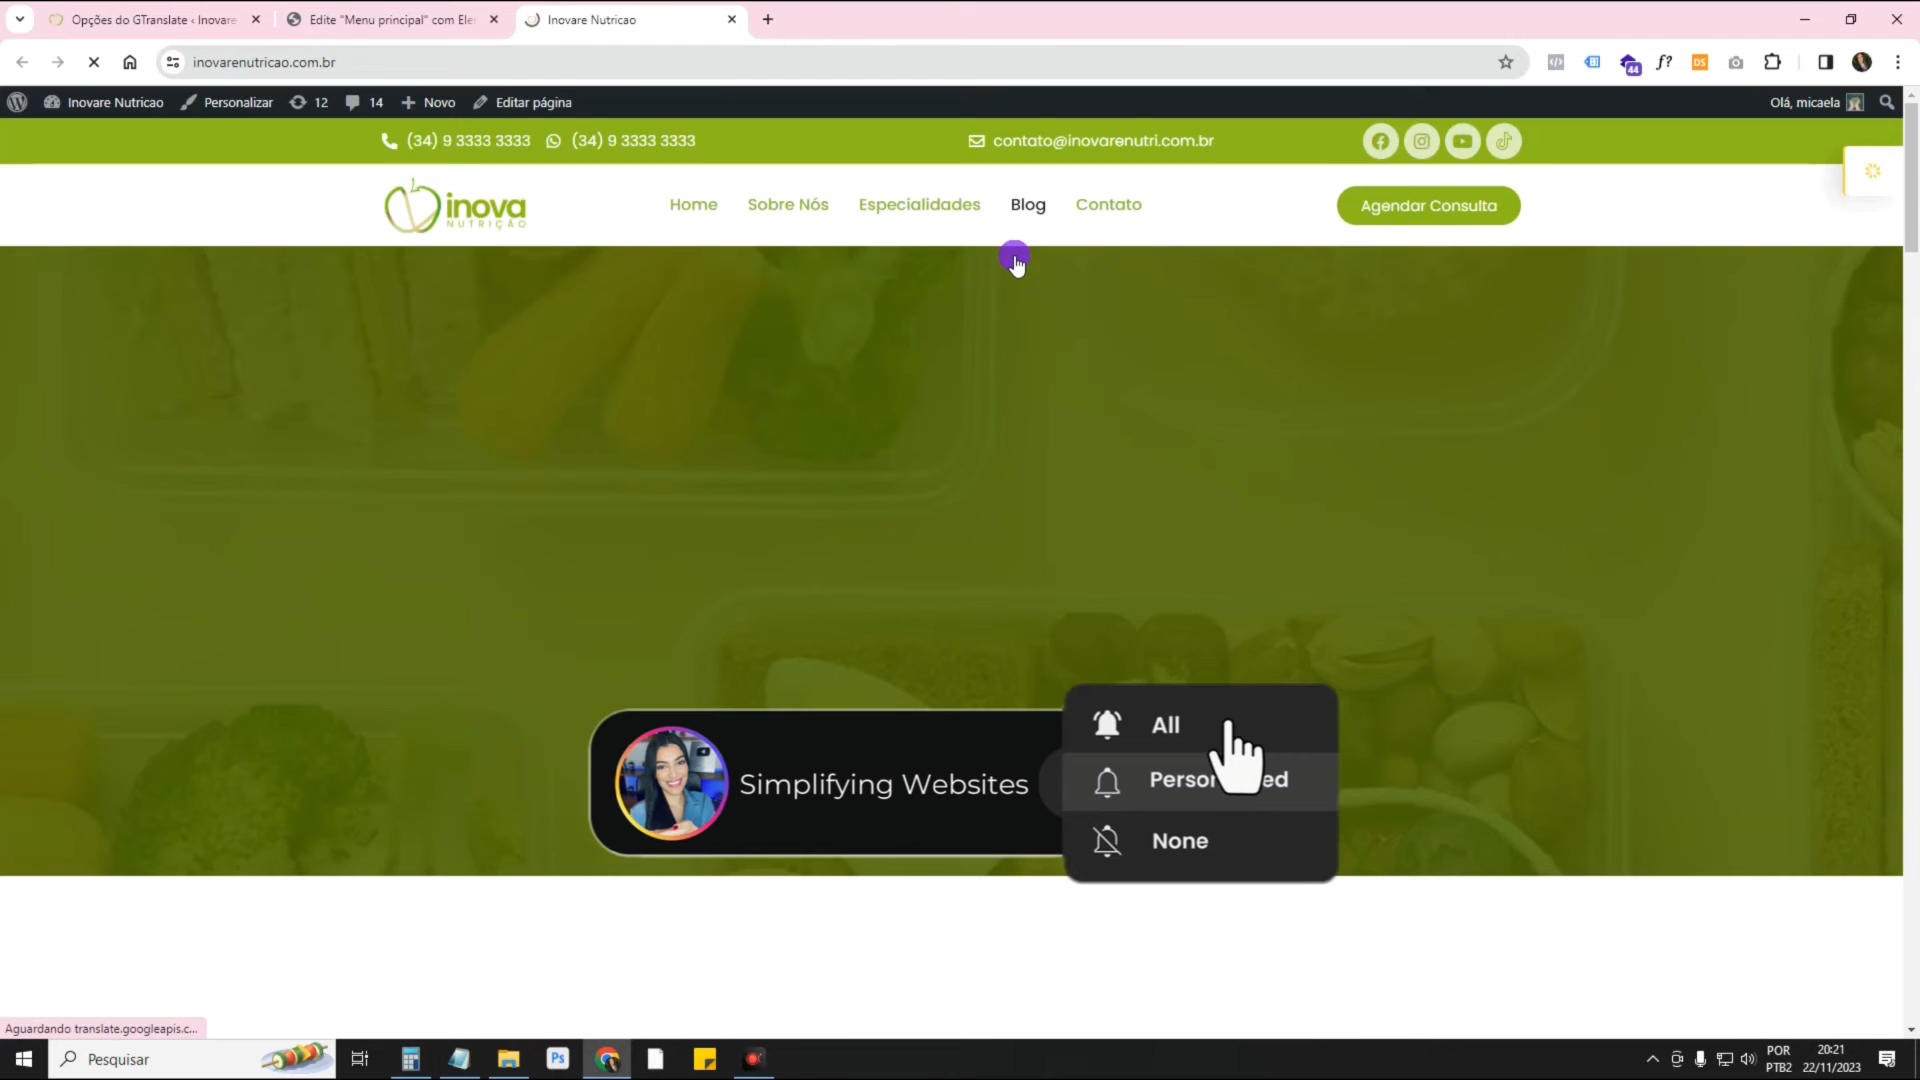 Opções do GTranslate ‹ Inovare
Edite "Menu principal" com Ele
Inovare Nutricao
inovarenutricao.com.br
44
f?
DS
Inovare Nutricao
Personalizar
12
14
Novo
Editar página
Olá, micaela
(34) 9 3333 3333
(34) 9 3333 3333
contato@inovarenutri.com.br
inova
NUTRIÇÃO
Home
Sobre Nós
Especialidades
Blog
Contato
Agendar Consulta
Simplifying Websites
All
None
Aguardando translate.googleapis.c...
Pesquisar
Ps
POR
PTB2
20:21
22/11/2023